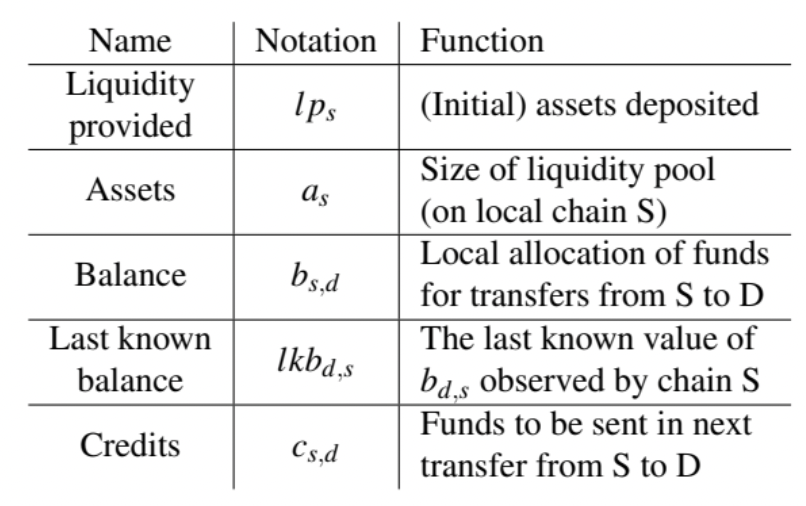 Name Notation Function
Liquidity provided lp_s (Initial) assets deposited
Assets a_s Size of liquidity pool (on local chain S)
Balance b_{s,d} Local allocation of funds for transfers from S to D
Last known balance lkb_{d,s} The last known value of b_{d,s} observed by chain S
Credits c_{s,d} Funds to be sent in next transfer from S to D